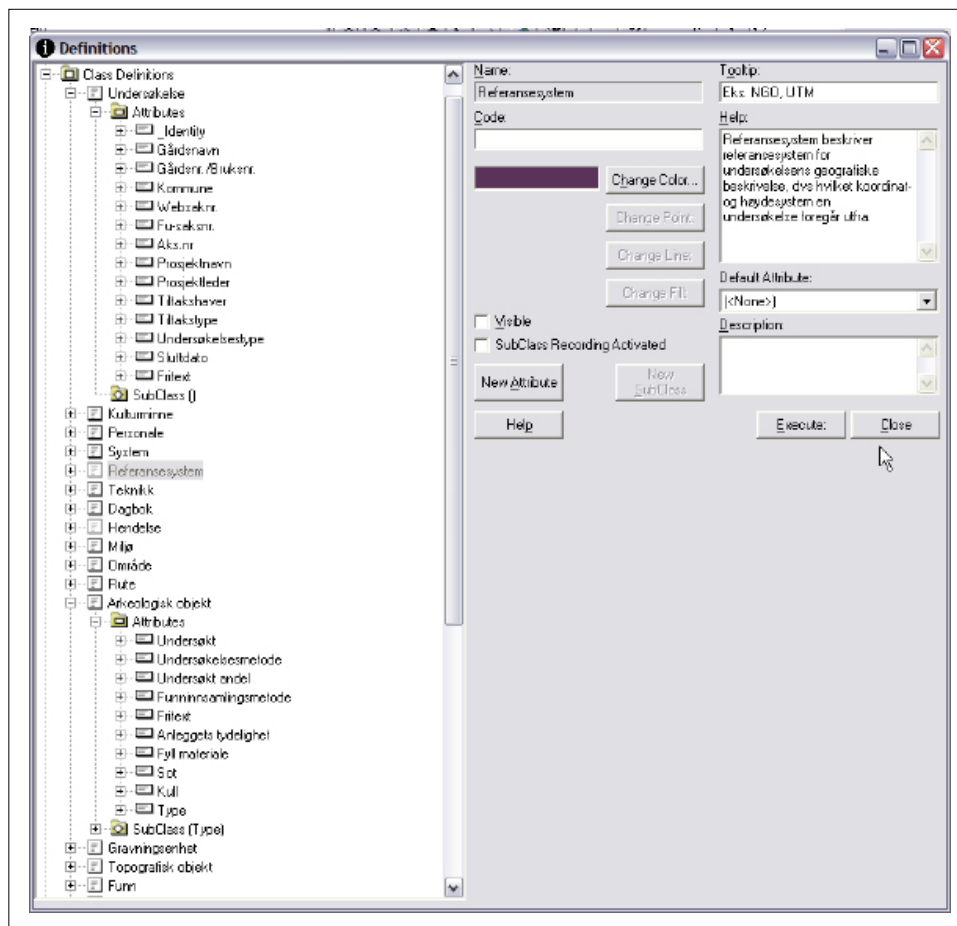 Definitions
Class Definitions
Undersøkelse
Attributes
_Identity
Gårdsnavn
Gårdsnr./Bruksnr.
Kommune
Websaknr.
Fu-saksnr.
Aks.nr
Prosjektnavn
Prosjektleder
Tiltakshaver
Tiltakstype
Undersøkelsestype
Sluttdato
Fritext
SubClass ()
Kulturminne
Personale
System
Referansesystem
Teknikk
Dagbok
Hendelse
Miljø
Område
Rute
Arkeologisk objekt
Attributes
Undersøkt
Undersøkelsesmetode
Undersøkt andel
Funninnsamlingsmetode
Fritext
Anleggets tydelighet
Fyll materiale
Sot
Kull
Type
SubClass (Type)
Gravningsenhet
Topografisk objekt
Funn
Name:
Referansesystem
Code:
Change Color...
Change Point:
Change Line:
Change Fill:
Visible
SubClass Recording Activated
New Attribute
New SubClass
Help
Tooltip:
Eks. NGO, UTM
Help:
Referansesystem beskriver
referansesystem for
undersøkelsens geografiske
beskrivelse, dvs hvilket koordinat-
og høydesystem en
undersøkelse foregår utfra.
Default Attribute:
(<None>)
Description:
Execute:
Close